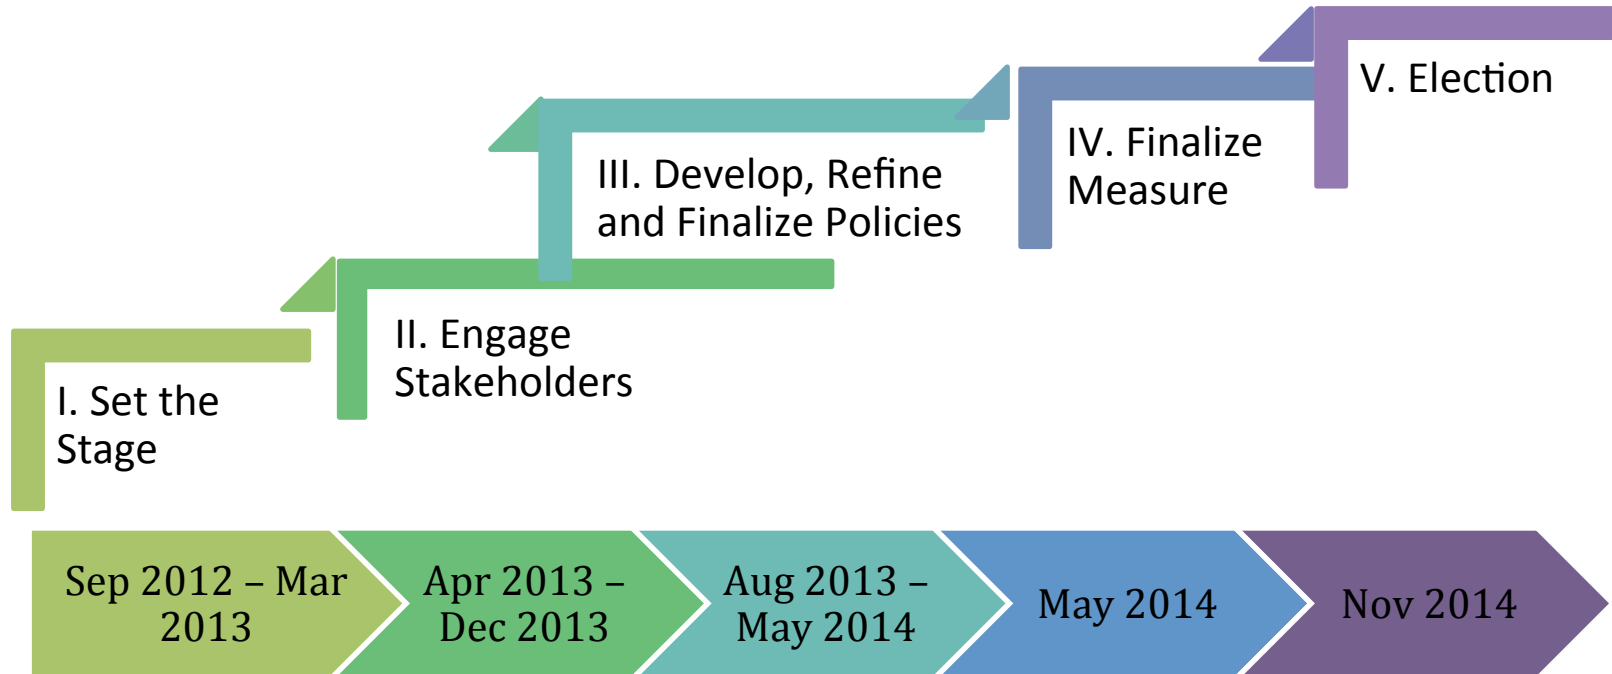 I. Set the
Stage
II. Engage
Stakeholders
III. Develop, Refine
and Finalize Policies
IV. Finalize
Measure
V. Election
Sep 2012 – Mar
2013
Apr 2013 –
Dec 2013
Aug 2013 –
May 2014
May 2014
Nov 2014